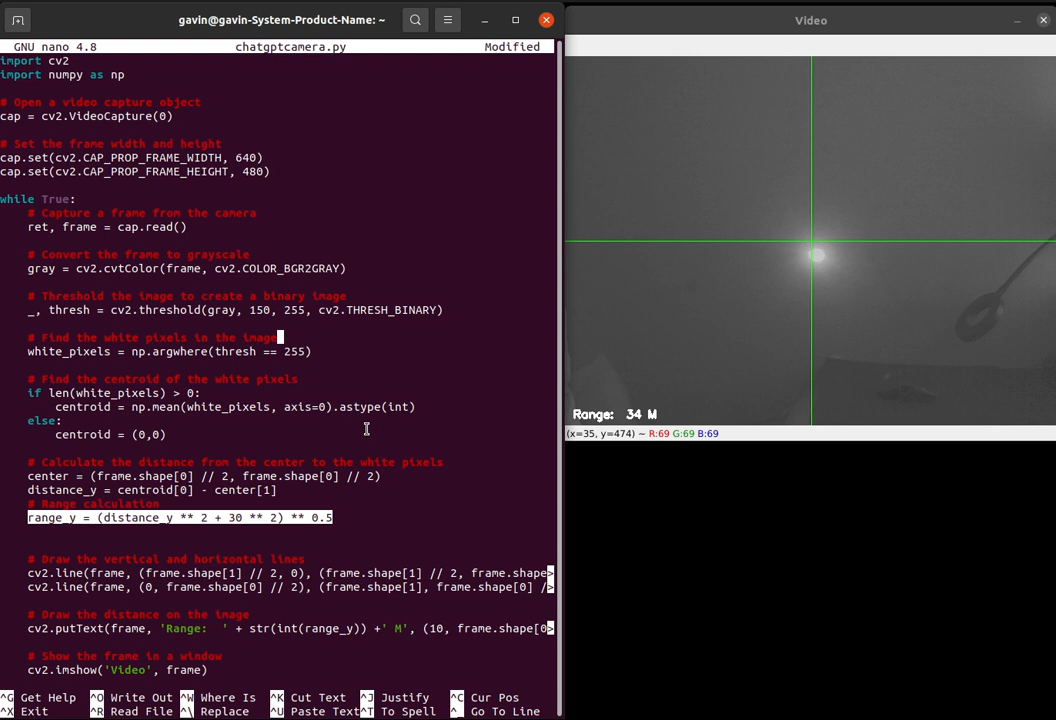 gavin@gavin-System-Product-Name: ~
GNU nano 4.8 chatgptcamera.py Modified
import cv2
import numpy as np
# Open a video capture object
cap = cv2.VideoCapture(0)
# Set the frame width and height
cap.set(cv2.CAP_PROP_FRAME_WIDTH, 640)
cap.set(cv2.CAP_PROP_FRAME_HEIGHT, 480)
while True:
# Capture a frame from the camera
ret, frame = cap.read()
# Convert the frame to grayscale
gray = cv2.cvtColor(frame, cv2.COLOR_BGR2GRAY)
# Threshold the image to create a binary image
_, thresh = cv2.threshold(gray, 150, 255, cv2.THRESH_BINARY)
# Find the white pixels in the image
white_pixels = np.argwhere(thresh == 255)
# Find the centroid of the white pixels
if len(white_pixels) > 0:
centroid = np.mean(white_pixels, axis=0).astype(int)
else:
centroid = (0,0)
# Calculate the distance from the center to the white pixels
center = (frame.shape[0] // 2, frame.shape[0] // 2)
distance_y = centroid[0] - center[1]
# Range calculation
range_y = (distance_y ** 2 + 30 ** 2) ** 0.5
# Draw the vertical and horizontal lines
cv2.line(frame, (frame.shape[1] // 2, 0), (frame.shape[1] // 2, frame.shape>
cv2.line(frame, (0, frame.shape[0] // 2), (frame.shape[1], frame.shape[0] />
# Draw the distance on the image
cv2.putText(frame, 'Range:  ' + str(int(range_y)) +' M', (10, frame.shape[0>
# Show the frame in a window
cv2.imshow('Video', frame)
^G Get Help ^O Write Out ^W Where Is ^K Cut Text ^J Justify ^C Cur Pos
^X Exit ^R Read File ^\ Replace ^U Paste Text ^T To Spell ^_ Go To Line
Video
Range:  34 M
(x=35, y=474) ~ R:69 G:69 B:69